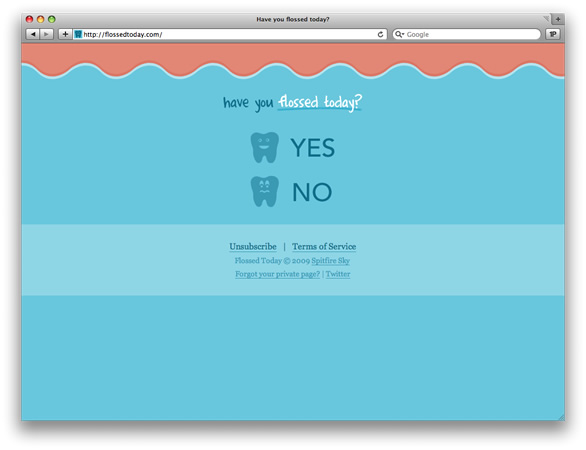 Have you flossed today?
http://flossedtoday.com/
Google
have you flossed today?
YES
NO
Unsubscribe | Terms of Service
Flossed Today © 2009 Spitfire Sky
Forgot your private page? | Twitter